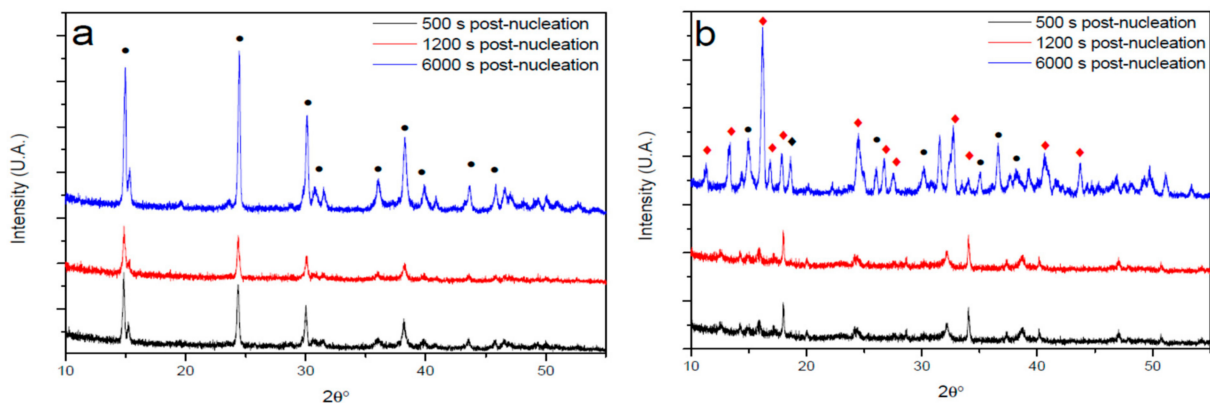 a
500 s post-nucleation
1200 s post-nucleation
6000 s post-nucleation
Intensity (U.A.)
10 20 30 40 50
2θ°
b
500 s post-nucleation
1200 s post-nucleation
6000 s post-nucleation
Intensity (U.A.)
10 20 30 40 50
2θ°